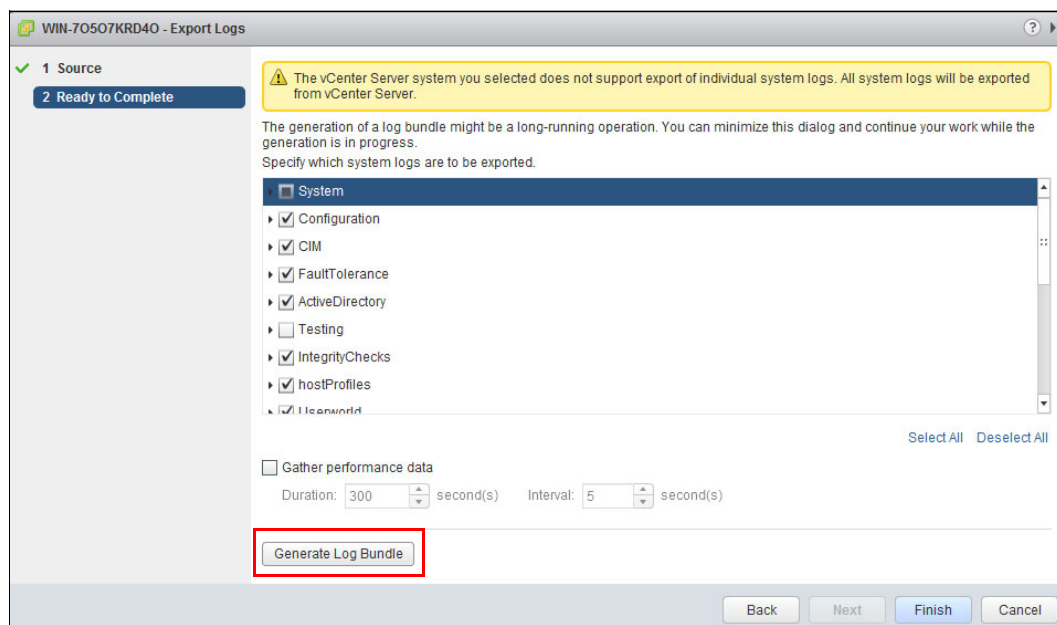 WIN-7O5O7KRD4O - Export Logs
?
1 Source
2 Ready to Complete
The vCenter Server system you selected does not support export of individual system logs. All system logs will be exported
from vCenter Server.
The generation of a log bundle might be a long-running operation. You can minimize this dialog and continue your work while the
generation is in progress.
Specify which system logs are to be exported.
System
Configuration
CIM
FaultTolerance
ActiveDirectory
Testing
IntegrityChecks
hostProfiles
Userworld
Select All Deselect All
Gather performance data
Duration: 300 second(s) Interval: 5 second(s)
Generate Log Bundle
Back Next Finish Cancel